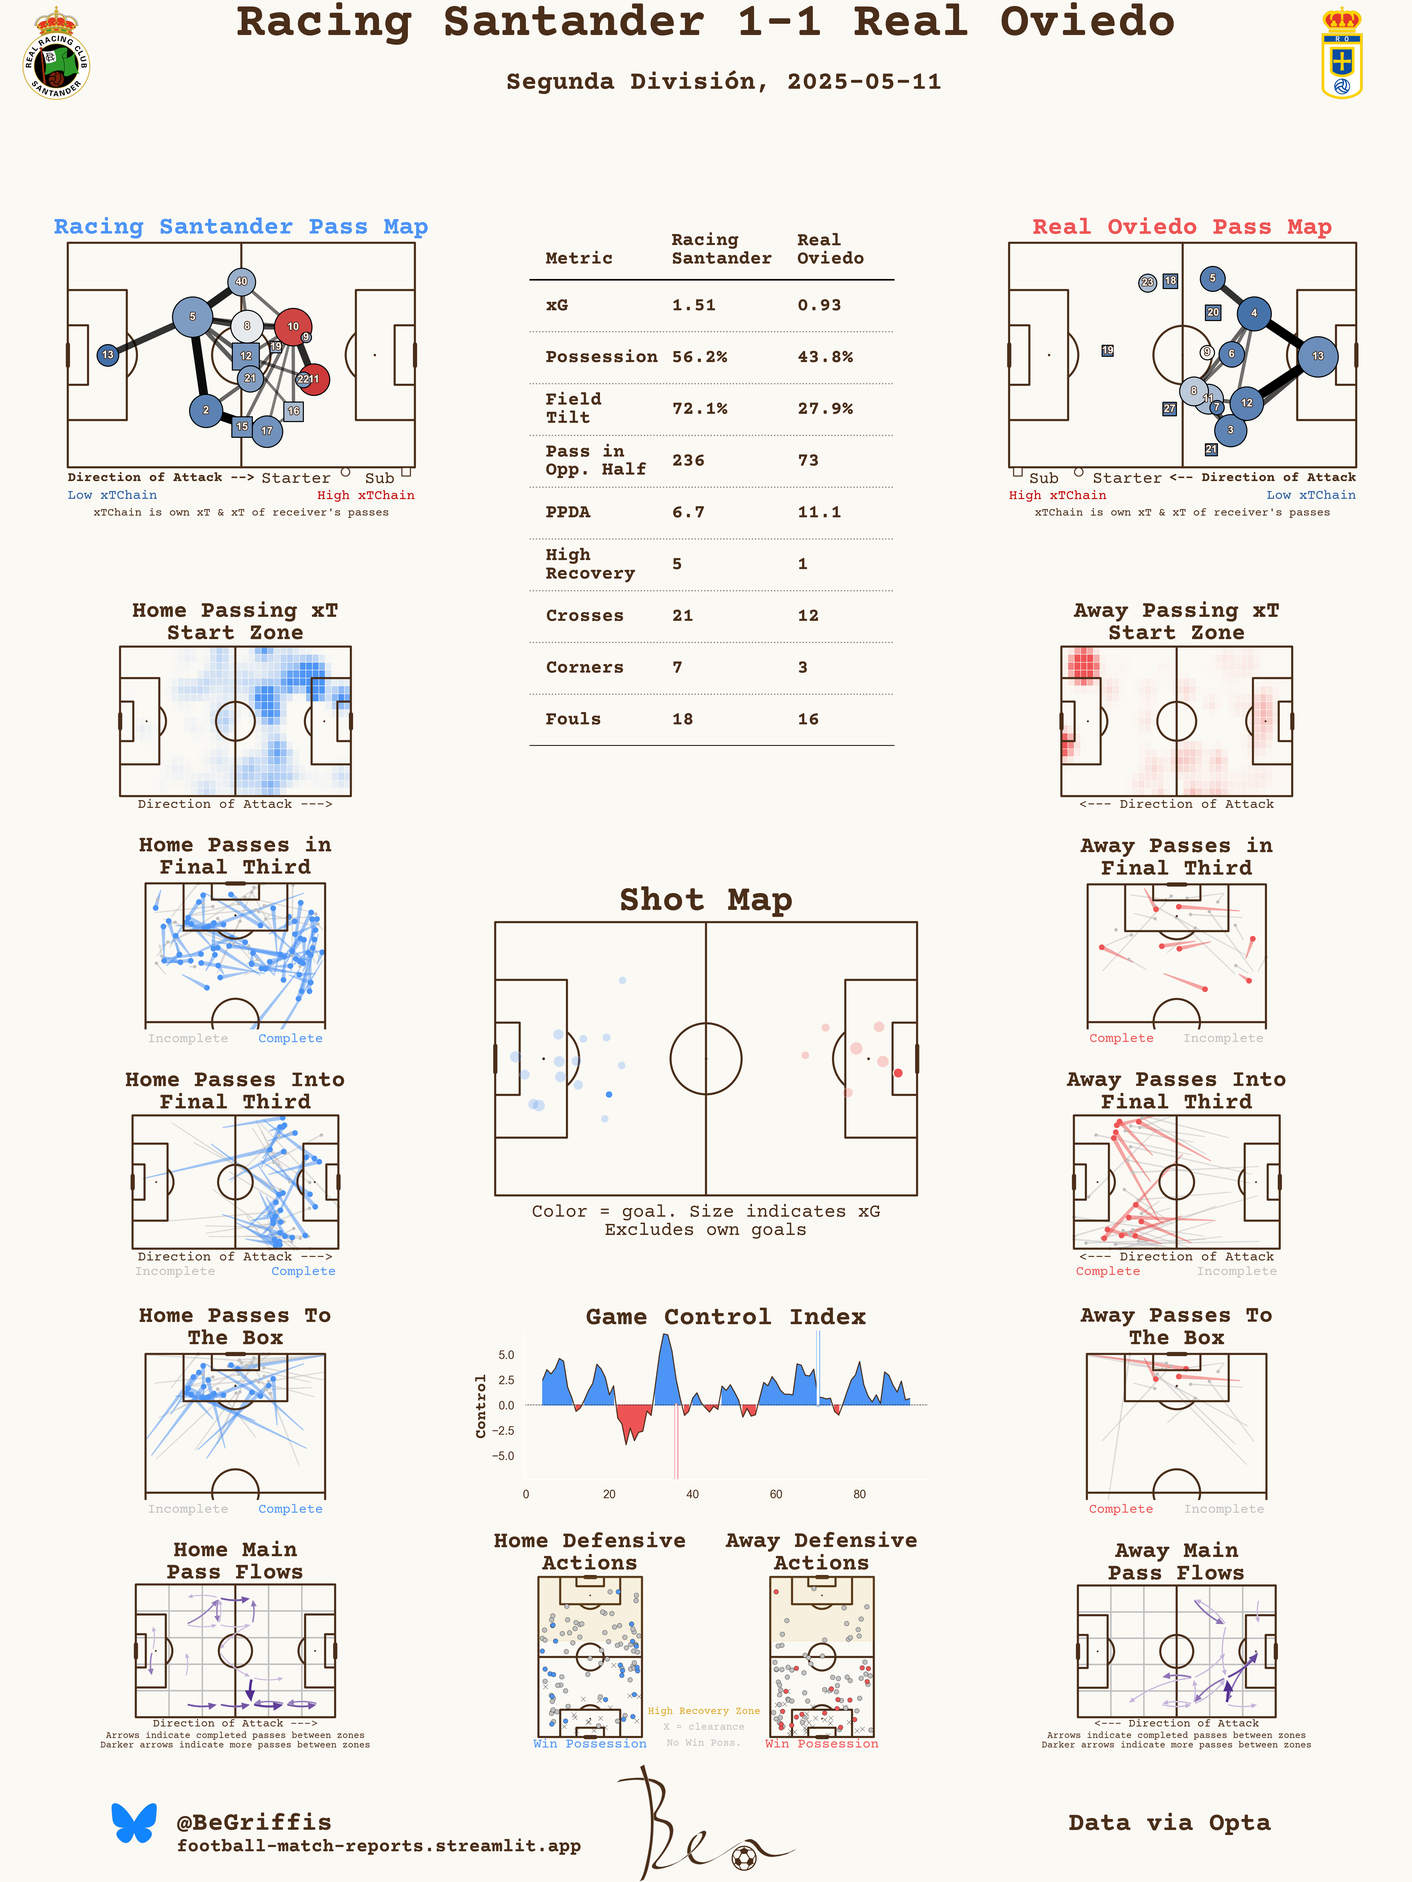 Racing Santander 1-1 Real Oviedo
Segunda División, 2025-05-11
REAL RACING CLUB
SANTANDER
R O
Racing Santander Pass Map
40
5
8
10
9
19
13
12
21
22
11
2
16
15
17
Direction of Attack --> Starter Sub
Low xTChain High xTChain
xTChain is own xT & xT of receiver's passes
Metric Racing Santander Real Oviedo
xG 1.51 0.93
Possession 56.2% 43.8%
Field Tilt 72.1% 27.9%
Pass in Opp. Half 236 73
PPDA 6.7 11.1
High Recovery 5 1
Crosses 21 12
Corners 7 3
Fouls 18 16
Real Oviedo Pass Map
23
18
5
20
4
19
9
6
13
8
11
7
12
27
3
21
Sub Starter <-- Direction of Attack
High xTChain Low xTChain
xTChain is own xT & xT of receiver's passes
Home Passing xT
Start Zone
Direction of Attack --->
Away Passing xT
Start Zone
<--- Direction of Attack
Home Passes in
Final Third
Incomplete Complete
Away Passes in
Final Third
Complete Incomplete
Shot Map
Color = goal. Size indicates xG
Excludes own goals
Home Passes Into
Final Third
Direction of Attack --->
Incomplete Complete
Away Passes Into
Final Third
<--- Direction of Attack
Complete Incomplete
Home Passes To
The Box
Incomplete Complete
Game Control Index
Control
5.0
2.5
0.0
−2.5
−5.0
0 20 40 60 80
Away Passes To
The Box
Complete Incomplete
Home Main
Pass Flows
Direction of Attack --->
Arrows indicate completed passes between zones
Darker arrows indicate more passes between zones
Home Defensive
Actions
Win Possession
High Recovery Zone
X = clearance
No Win Poss.
Away Defensive
Actions
Win Possession
Away Main
Pass Flows
<--- Direction of Attack
Arrows indicate completed passes between zones
Darker arrows indicate more passes between zones
@BeGriffis
football-match-reports.streamlit.app
Ben
Data via Opta